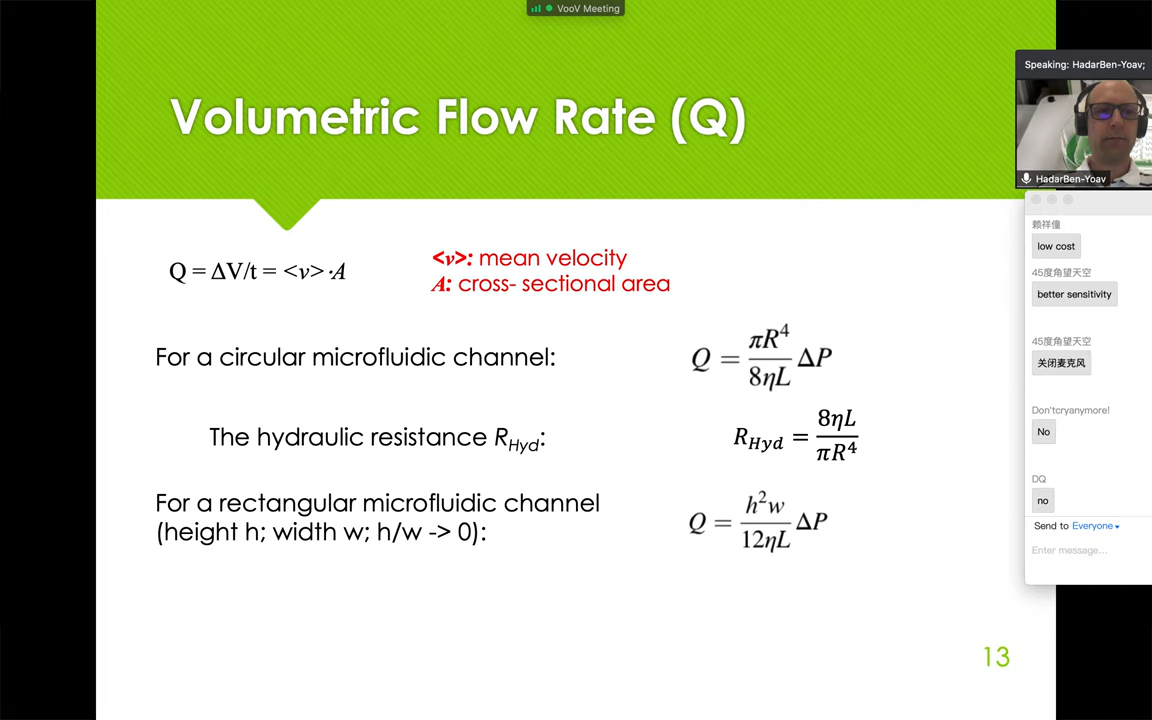 VooV Meeting
Volumetric Flow Rate (Q)
Q = ΔV/t = <v>·A
<v>: mean velocity
A: cross- sectional area
For a circular microfluidic channel:
Q = πR⁴/8ηL ΔP
The hydraulic resistance R_Hyd:
R_Hyd = 8ηL/πR⁴
For a rectangular microfluidic channel
(height h; width w; h/w -> 0):
Q = h²w/12ηL ΔP
13
Speaking: HadarBen-Yoav;
HadarBen-Yoav
赖祥僮
low cost
45度角望天空
better sensitivity
45度角望天空
关闭麦克风
Don'tcryanymore!
No
DQ
no
Send to Everyone
Enter message...